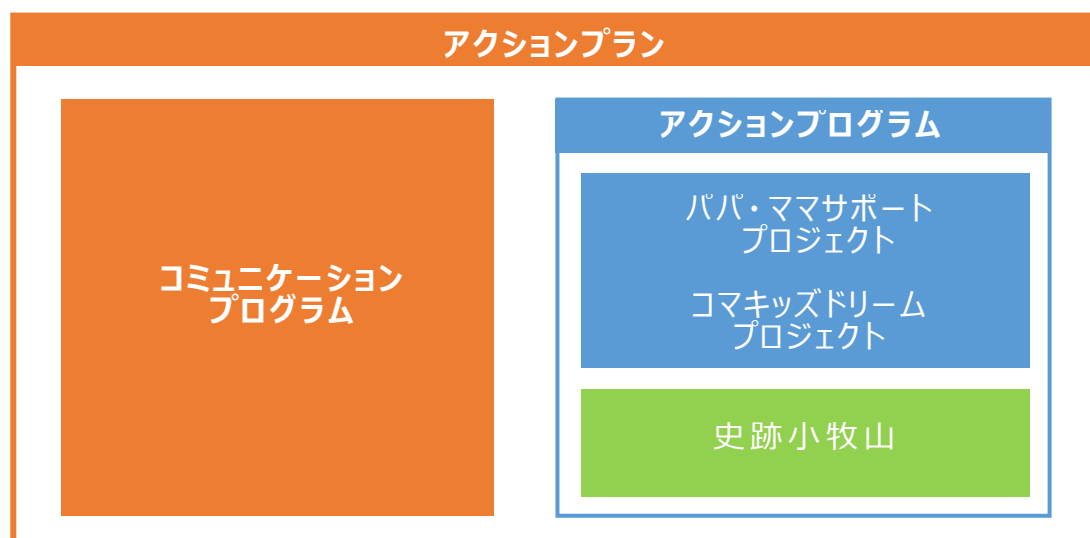 アクションプラン
コミュニケーション
プログラム
アクションプログラム
パパ・ママサポート
プロジェクト
コマキッズドリーム
プロジェクト
史跡小牧山